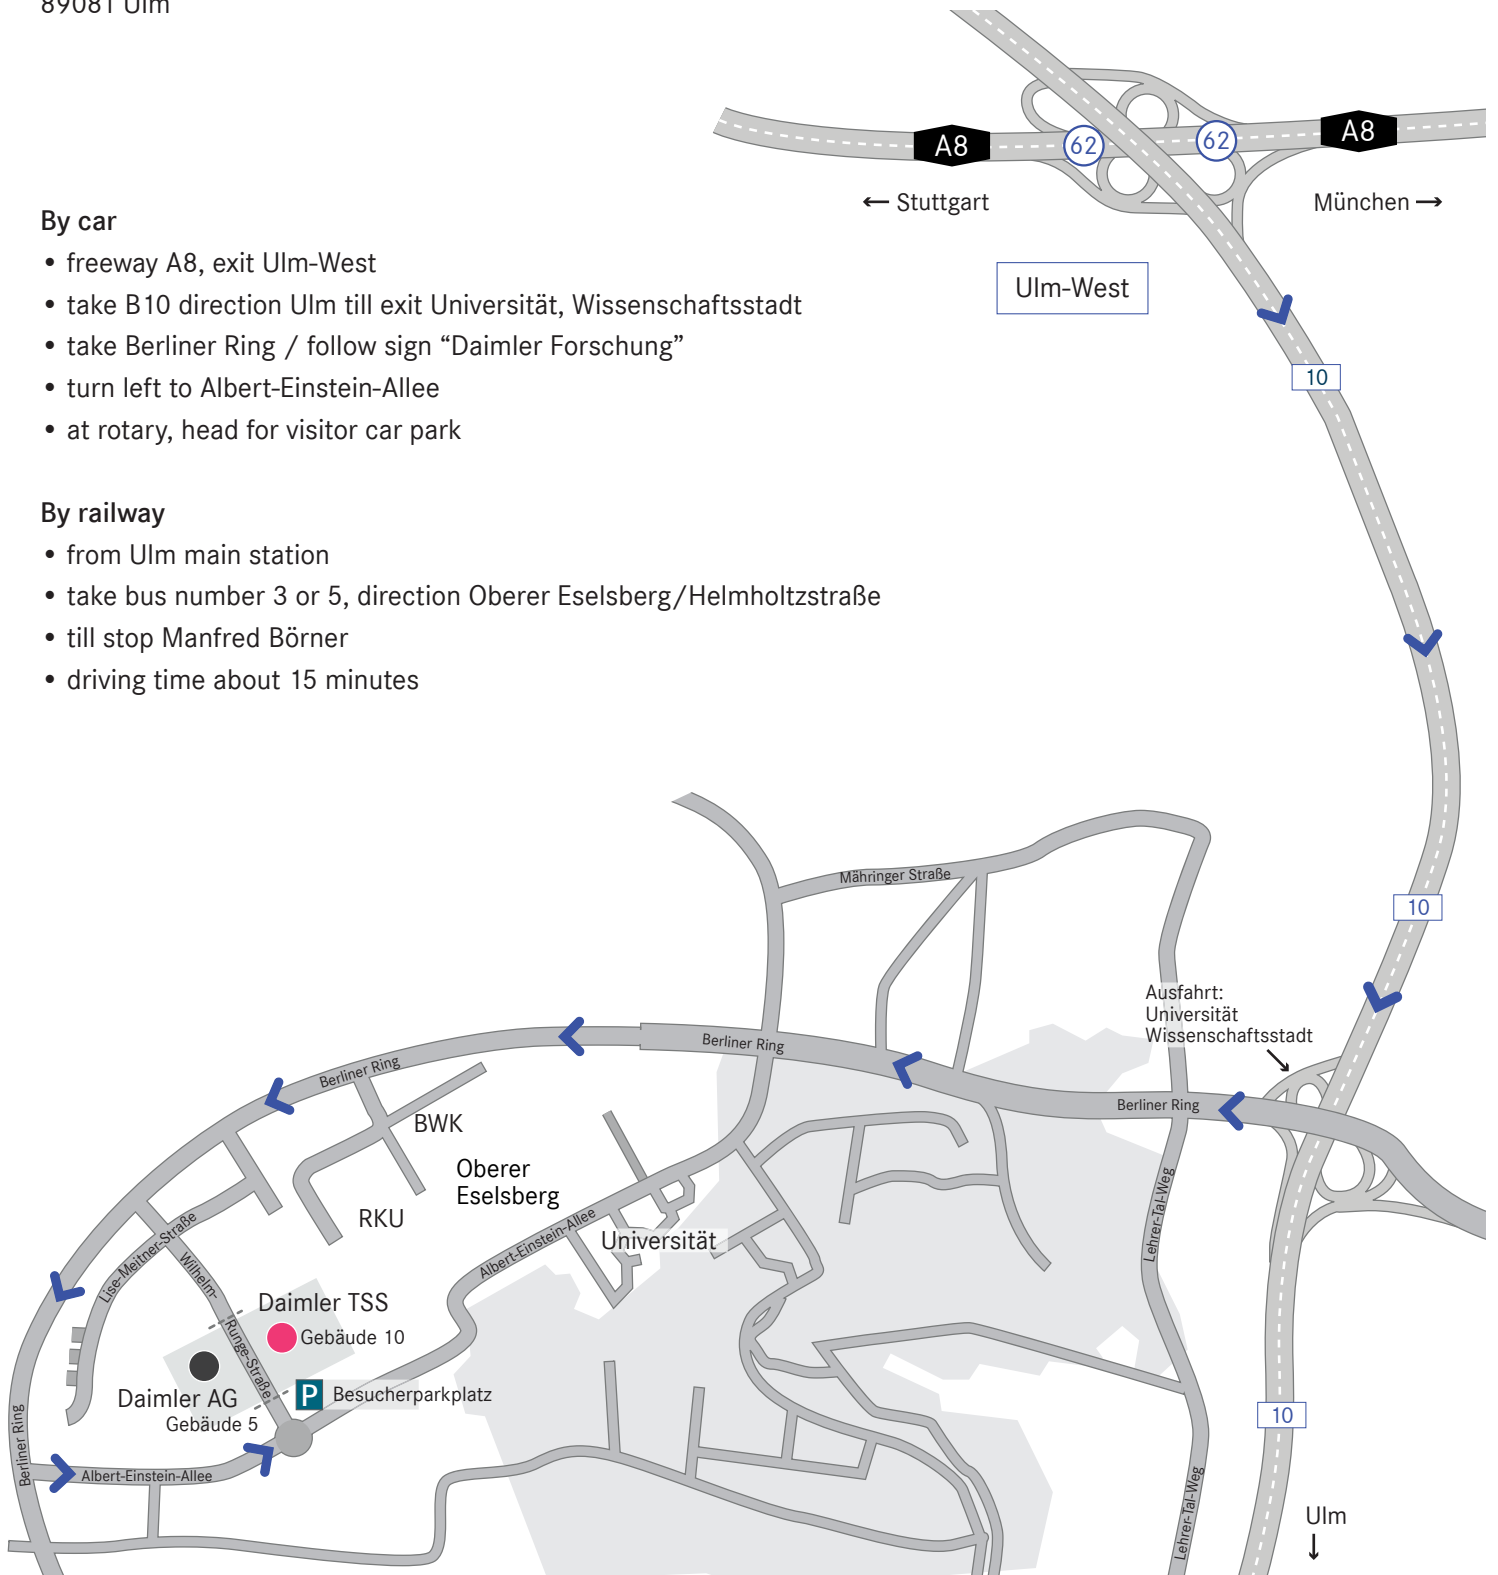 89081 Ulm
A8
62
62
A8
← Stuttgart
München →
By car
• freeway A8, exit Ulm-West
• take B10 direction Ulm till exit Universität, Wissenschaftsstadt
• take Berliner Ring / follow sign “Daimler Forschung”
• turn left to Albert-Einstein-Allee
• at rotary, head for visitor car park
Ulm-West
10
By railway
• from Ulm main station
• take bus number 3 or 5, direction Oberer Eselsberg/Helmholtzstraße
• till stop Manfred Börner
• driving time about 15 minutes
Mähringer Straße
10
Ausfahrt:
Universität
Wissenschaftsstadt
Berliner Ring
Berliner Ring
Berliner Ring
BWK
Oberer
Eselsberg
RKU
Albert-Einstein-Allee
Universität
Lehrer-Tal-Weg
Lise-Meitner-Straße
Wilhelm-
Runge-Straße
Daimler TSS
Gebäude 10
Daimler AG
Gebäude 5
P Besucherparkplatz
Berliner Ring
Albert-Einstein-Allee
10
Lehrer-Tal-Weg
Ulm
↓